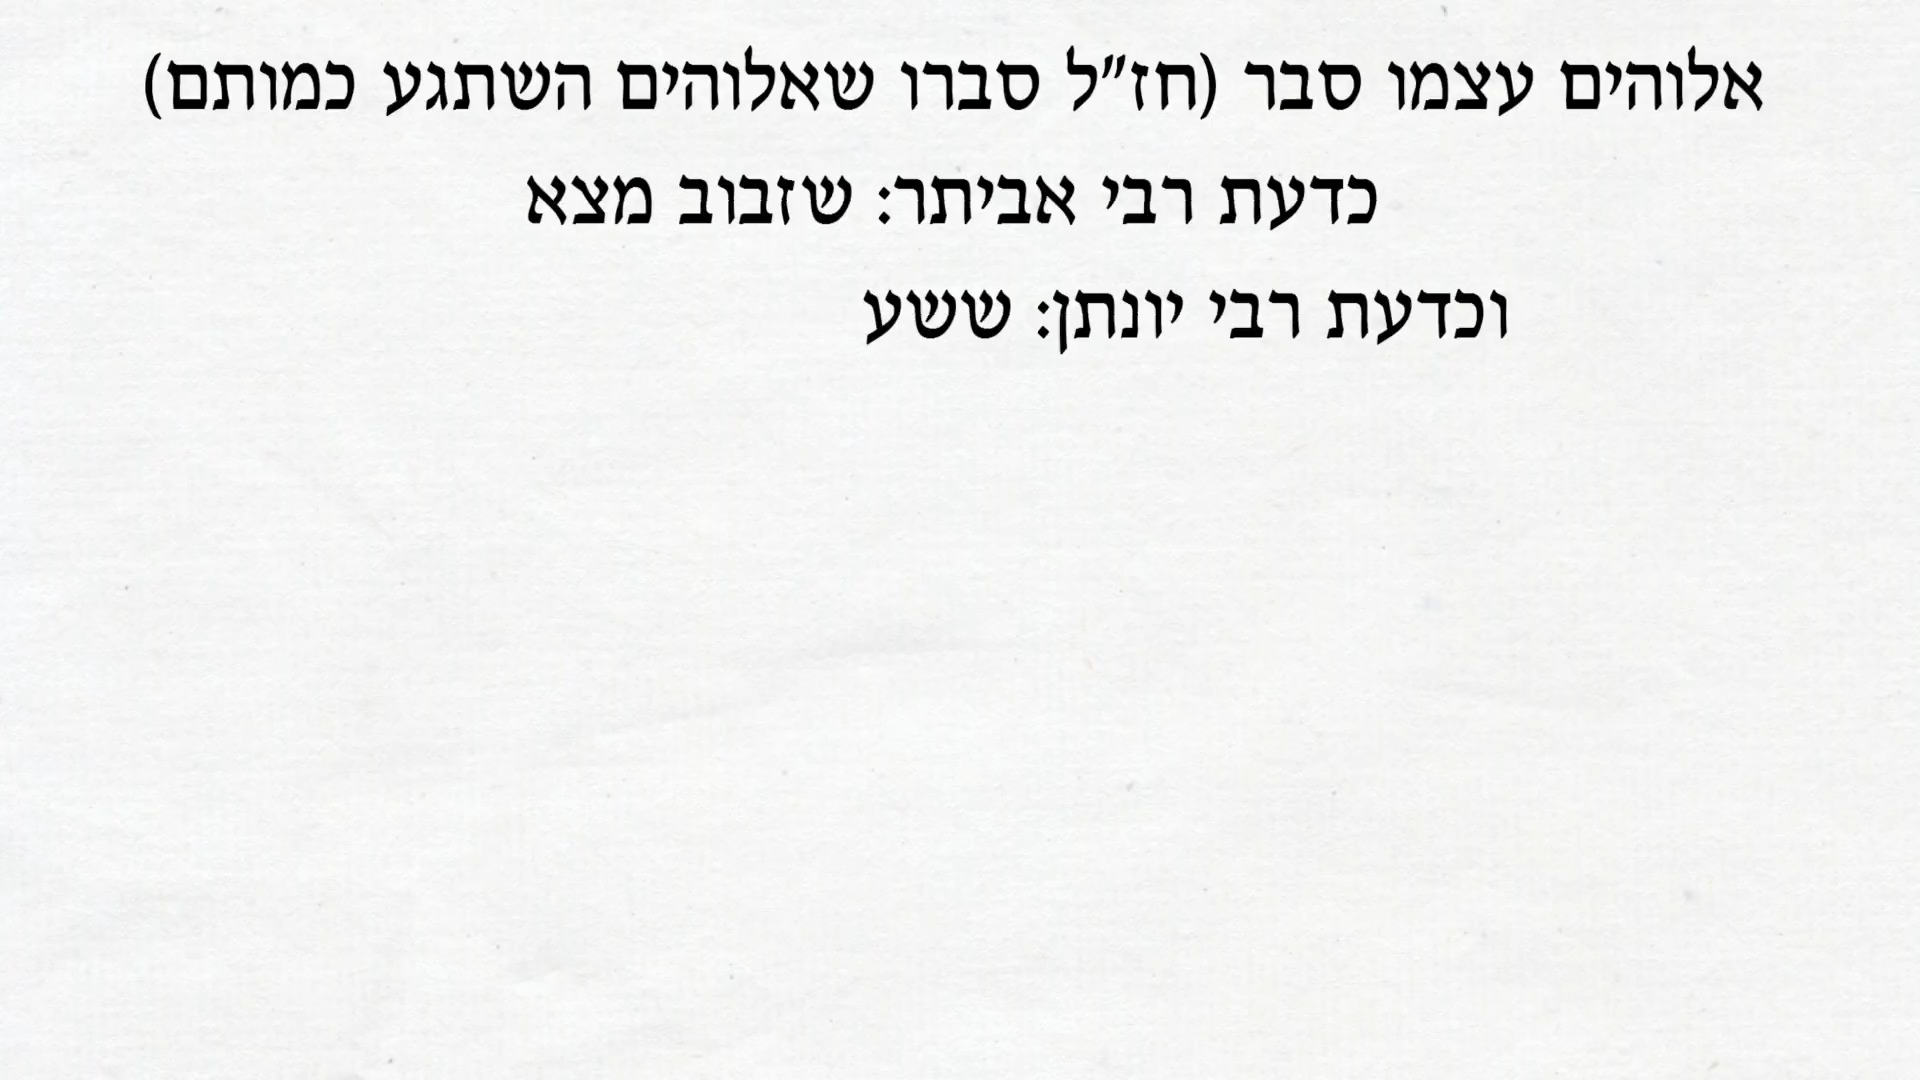 אלוהים עצמו סבר (חז"ל סברו שאלוהים השתגע כמותם)
כדעת רבי אביתר: שזבוב מצא
וכדעת רבי יונתן: ששע